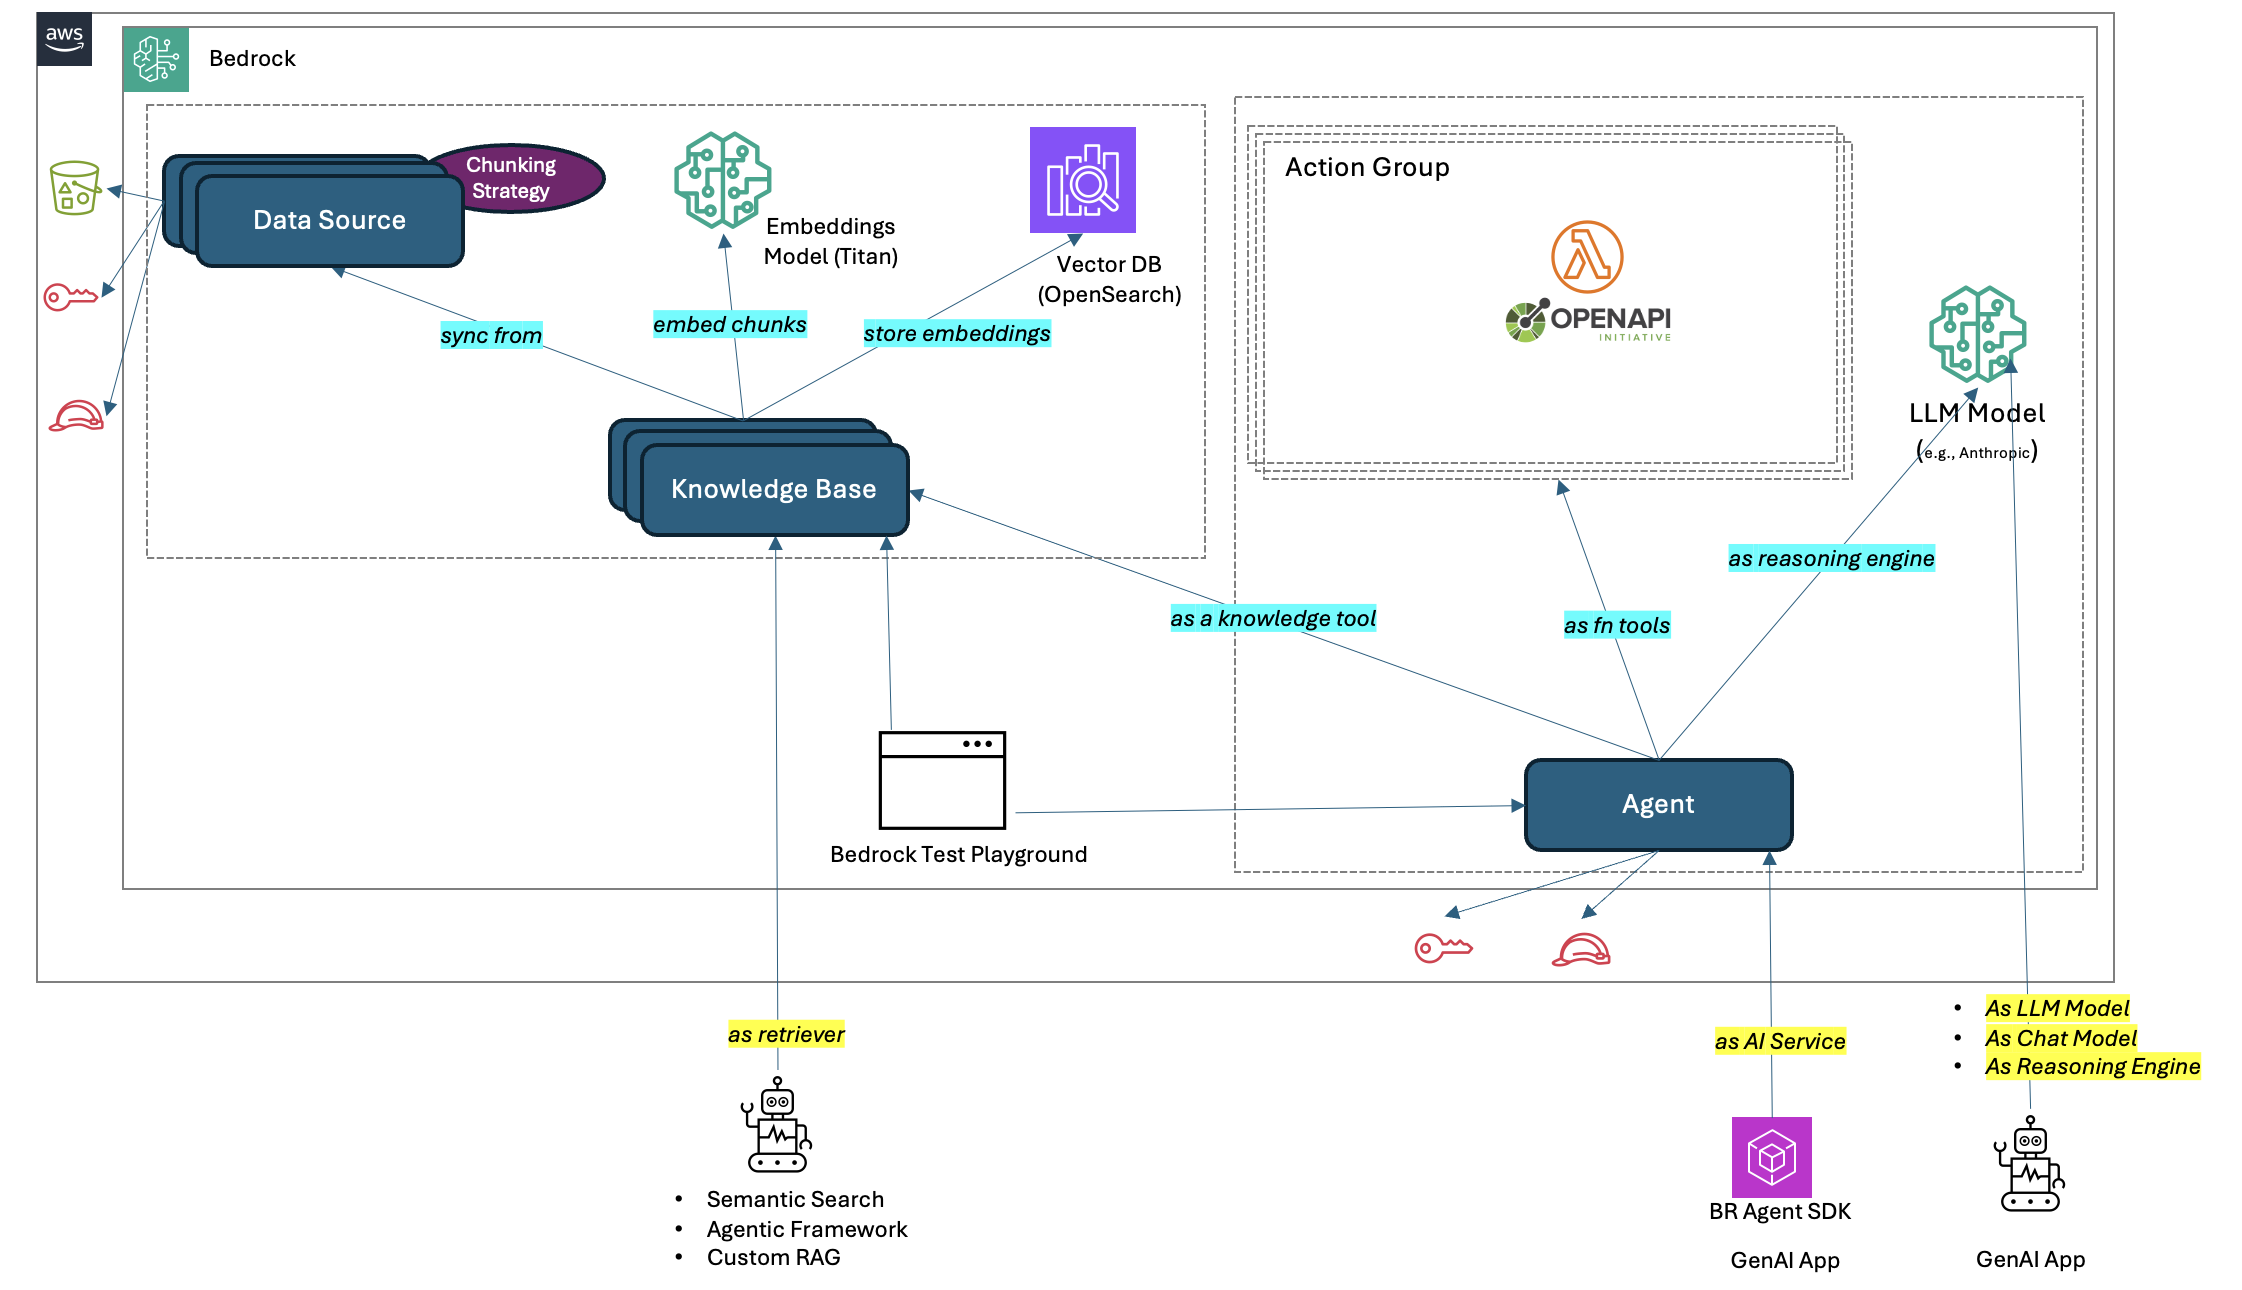 aws
Bedrock
Chunking
Strategy
Data Source
Embeddings
Model (Titan)
Vector DB
(OpenSearch)
Action Group
OPENAPI
INITIATIVE
LLM Model
(e.g., Anthropic)
sync from
embed chunks
store embeddings
Knowledge Base
as reasoning engine
as a knowledge tool
as fn tools
Agent
Bedrock Test Playground
as retriever
as AI Service
• As LLM Model
• As Chat Model
• As Reasoning Engine
• Semantic Search
• Agentic Framework
• Custom RAG
BR Agent SDK
GenAI App
GenAI App